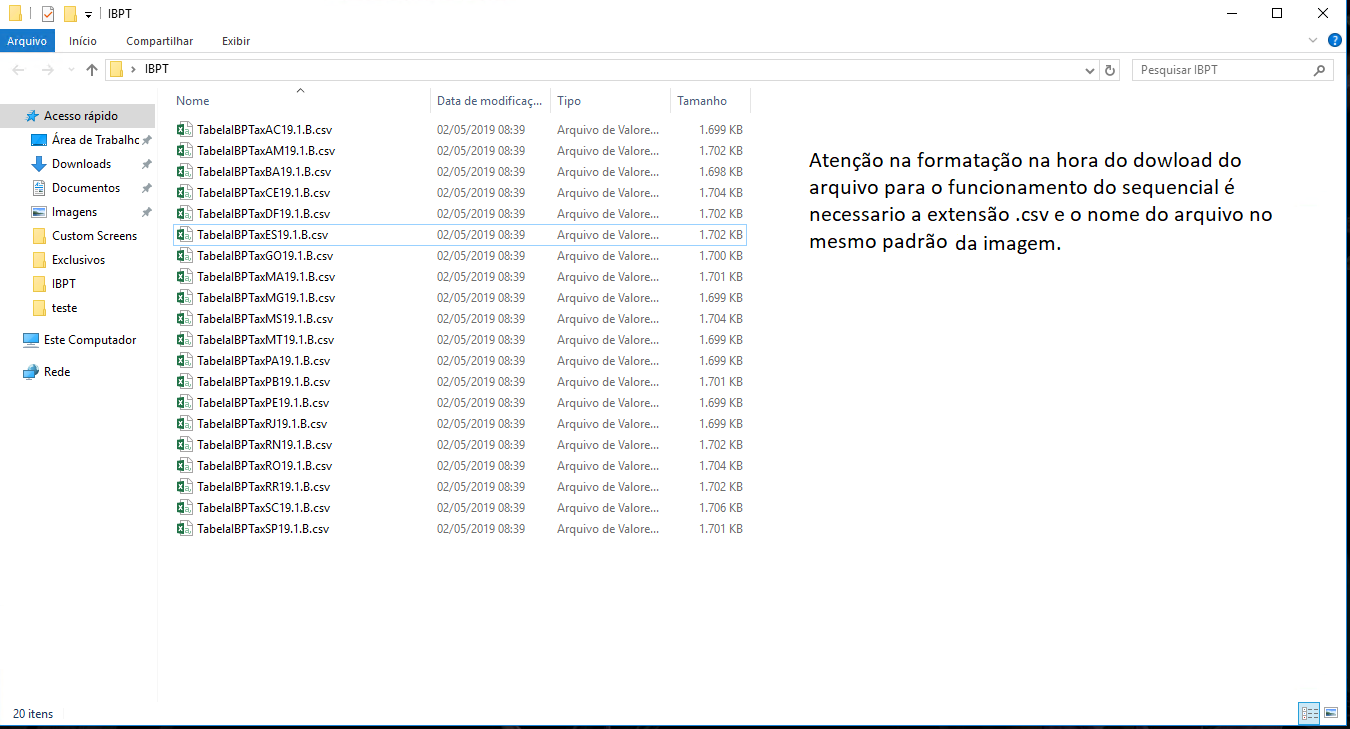 IBPT
Arquivo Início Compartilhar Exibir
IBPT
Pesquisar IBPT
Nome Data de modificaç... Tipo Tamanho
Acesso rápido
Área de Trabalho
Downloads
Documentos
Imagens
Custom Screens
Exclusivos
IBPT
teste
Este Computador
Rede
TabelaIBPTaxAC19.1.B.csv 02/05/2019 08:39 Arquivo de Valore... 1.699 KB
TabelaIBPTaxAM19.1.B.csv 02/05/2019 08:39 Arquivo de Valore... 1.702 KB
TabelaIBPTaxBA19.1.B.csv 02/05/2019 08:39 Arquivo de Valore... 1.698 KB
TabelaIBPTaxCE19.1.B.csv 02/05/2019 08:39 Arquivo de Valore... 1.704 KB
TabelaIBPTaxDF19.1.B.csv 02/05/2019 08:39 Arquivo de Valore... 1.702 KB
TabelaIBPTaxES19.1.B.csv 02/05/2019 08:39 Arquivo de Valore... 1.702 KB
TabelaIBPTaxGO19.1.B.csv 02/05/2019 08:39 Arquivo de Valore... 1.700 KB
TabelaIBPTaxMA19.1.B.csv 02/05/2019 08:39 Arquivo de Valore... 1.701 KB
TabelaIBPTaxMG19.1.B.csv 02/05/2019 08:39 Arquivo de Valore... 1.699 KB
TabelaIBPTaxMS19.1.B.csv 02/05/2019 08:39 Arquivo de Valore... 1.704 KB
TabelaIBPTaxMT19.1.B.csv 02/05/2019 08:39 Arquivo de Valore... 1.699 KB
TabelaIBPTaxPA19.1.B.csv 02/05/2019 08:39 Arquivo de Valore... 1.699 KB
TabelaIBPTaxPB19.1.B.csv 02/05/2019 08:39 Arquivo de Valore... 1.701 KB
TabelaIBPTaxPE19.1.B.csv 02/05/2019 08:39 Arquivo de Valore... 1.699 KB
TabelaIBPTaxRJ19.1.B.csv 02/05/2019 08:39 Arquivo de Valore... 1.699 KB
TabelaIBPTaxRN19.1.B.csv 02/05/2019 08:39 Arquivo de Valore... 1.702 KB
TabelaIBPTaxRO19.1.B.csv 02/05/2019 08:39 Arquivo de Valore... 1.704 KB
TabelaIBPTaxRR19.1.B.csv 02/05/2019 08:39 Arquivo de Valore... 1.702 KB
TabelaIBPTaxSC19.1.B.csv 02/05/2019 08:39 Arquivo de Valore... 1.706 KB
TabelaIBPTaxSP19.1.B.csv 02/05/2019 08:39 Arquivo de Valore... 1.701 KB
Atenção na formatação na hora do dowload do
arquivo para o funcionamento do sequencial é
necessario a extensão .csv e o nome do arquivo no
mesmo padrão da imagem.
20 itens